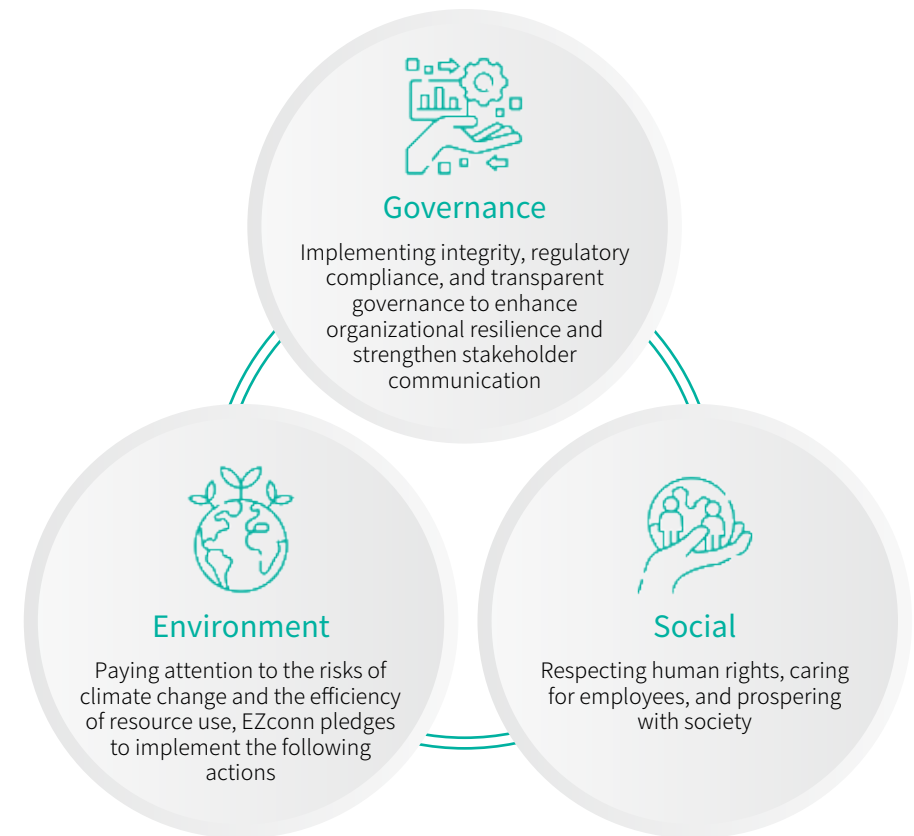 Governance
Implementing integrity, regulatory
compliance, and transparent
governance to enhance
organizational resilience and
strengthen stakeholder
communication
Environment
Paying attention to the risks of
climate change and the efficiency
of resource use, EZconn pledges
to implement the following
actions
Social
Respecting human rights, caring
for employees, and prospering
with society